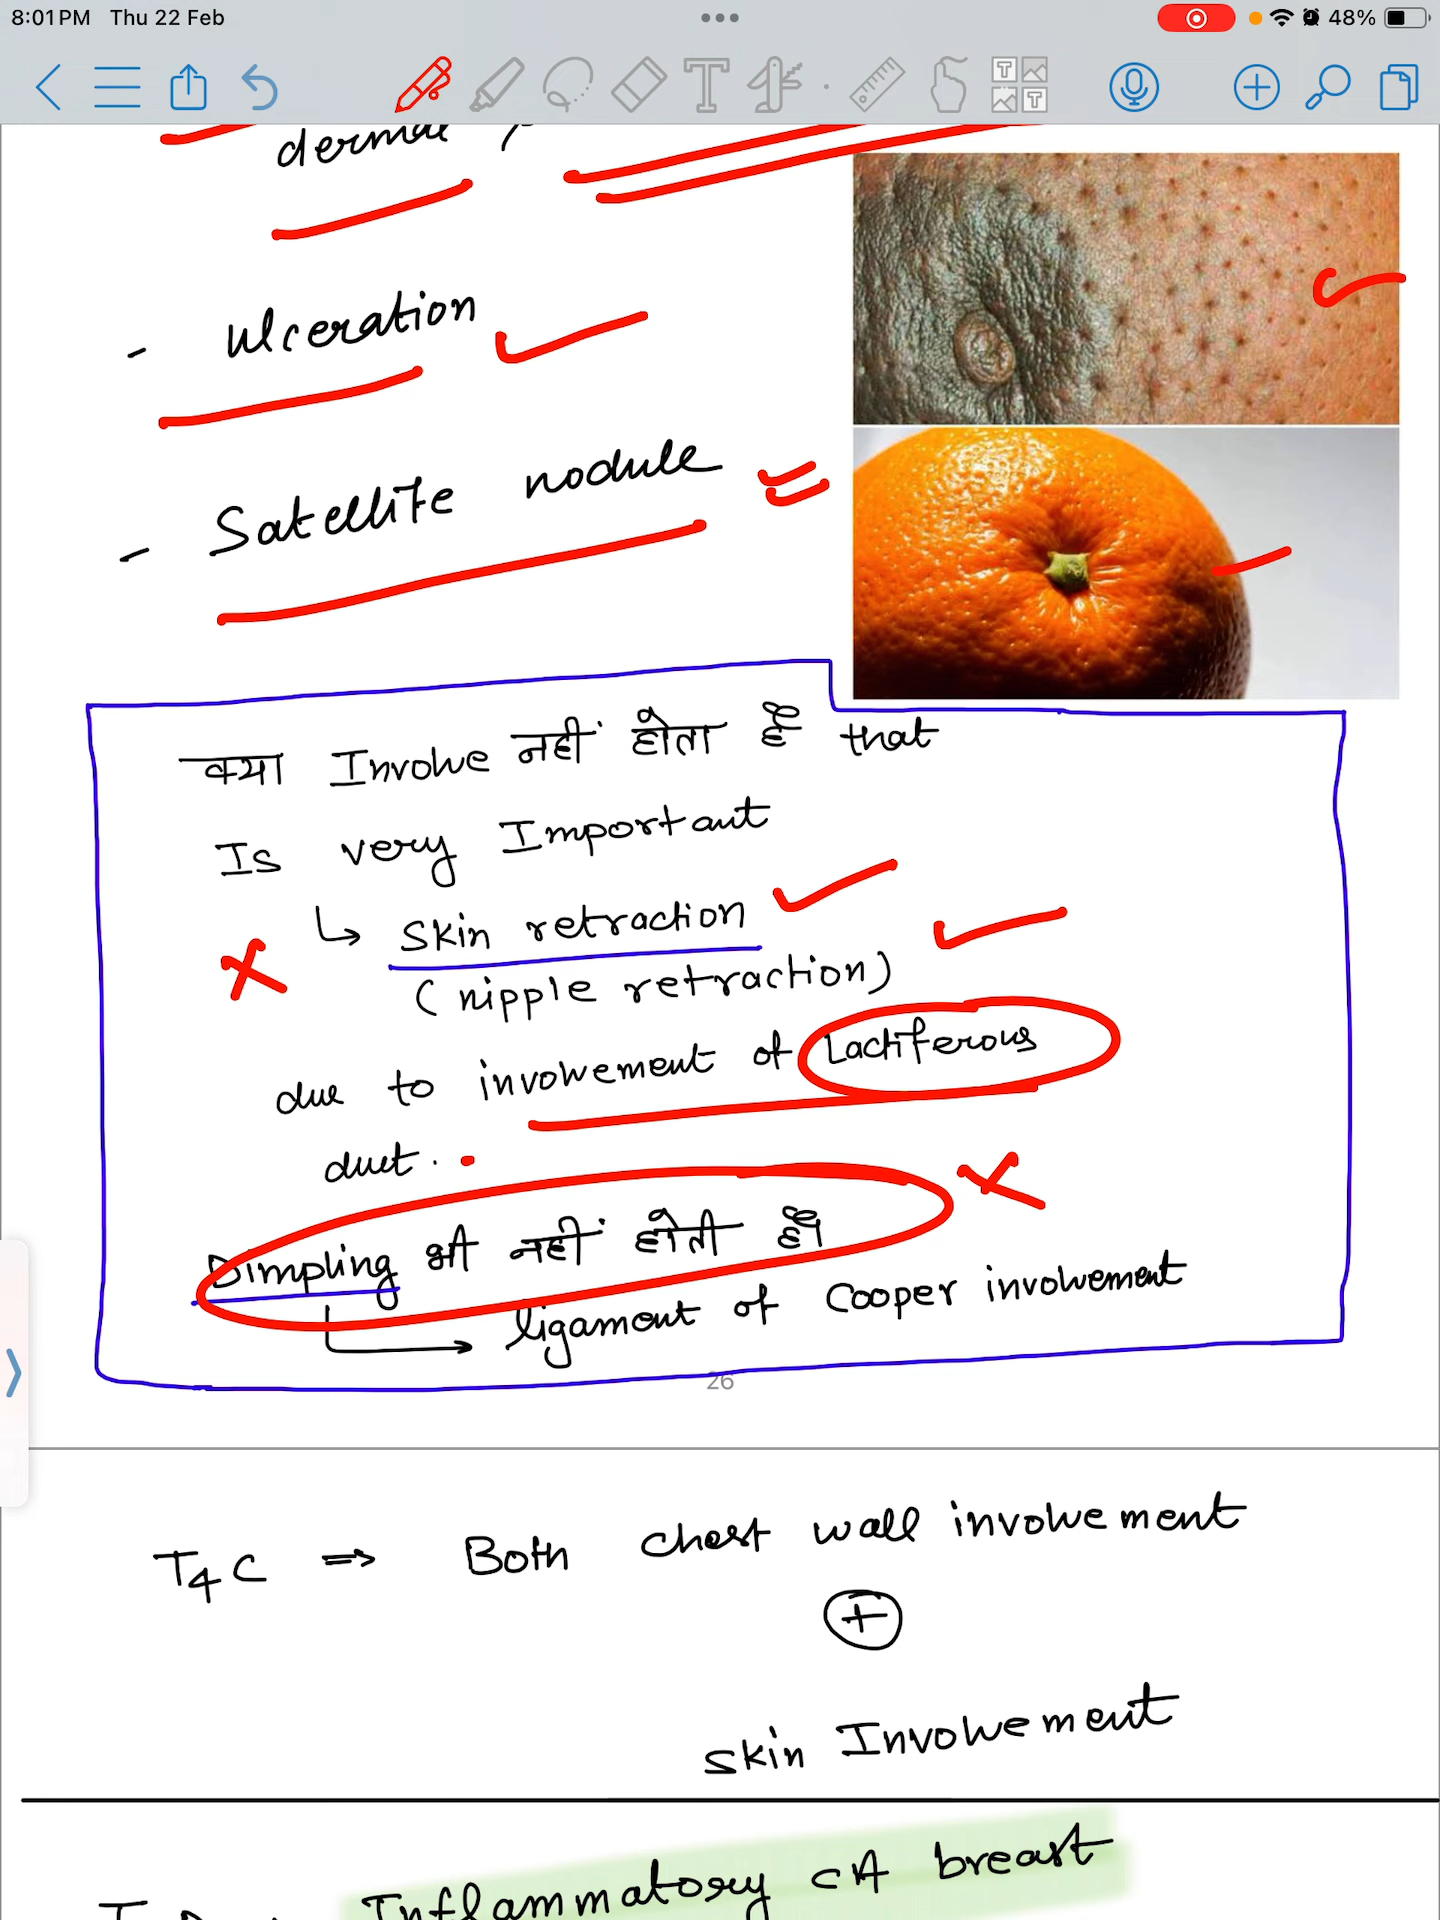 8:01 PM Thu 22 Feb
48%
dermal
- ulceration
- Satellite nodule
क्या Involve नहीं होता है that
Is very Important
↳ Skin retraction
(nipple retraction)
due to involvement of Lactiferous
duct.
Dimpling भी नहीं होती है।
ligament of Cooper involvement
26
T4C ⇒ Both chest wall involvement
+
skin Involvement
Inflammatory CA breast